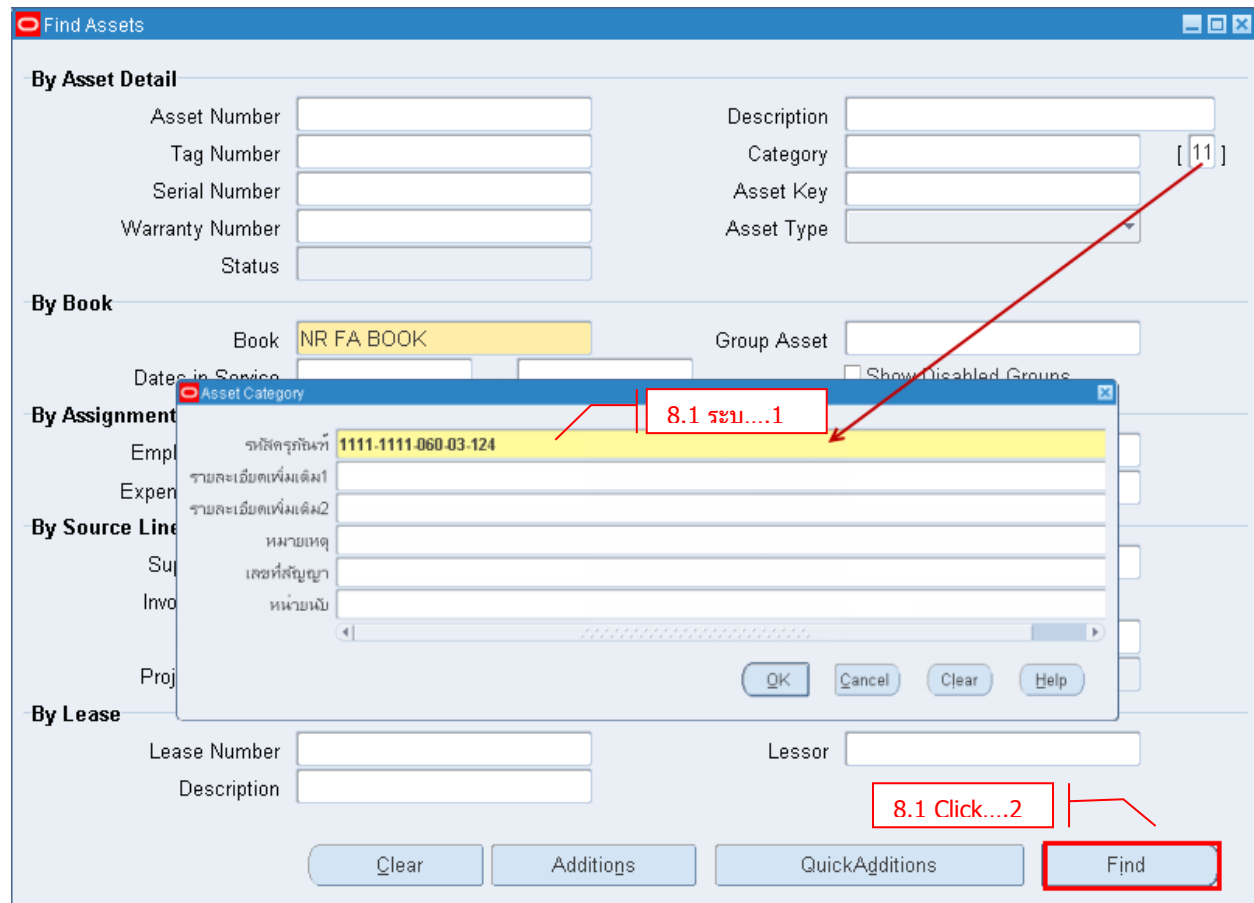 Find Assets
By Asset Detail
Asset Number
Description
Tag Number
Category
[ 11 ]
Serial Number
Asset Key
Warranty Number
Asset Type
Status
By Book
Book NR FA BOOK
Group Asset
Dates in Service
Show Disabled Groups
Asset Category
8.1 ระบ….1
By Assignment
รหัสครุภัณฑ์ 1111-1111-060-03-124
Empl
รายละเอียดเพิ่มเติม1
Expen
รายละเอียดเพิ่มเติม2
By Source Line
หมายเหตุ
Sup
เลขที่สัญญา
Invo
หน่วยนับ
Proj
OK Cancel Clear Help
By Lease
Lease Number
Lessor
Description
8.1 Click….2
Clear Additions QuickAdditions Find